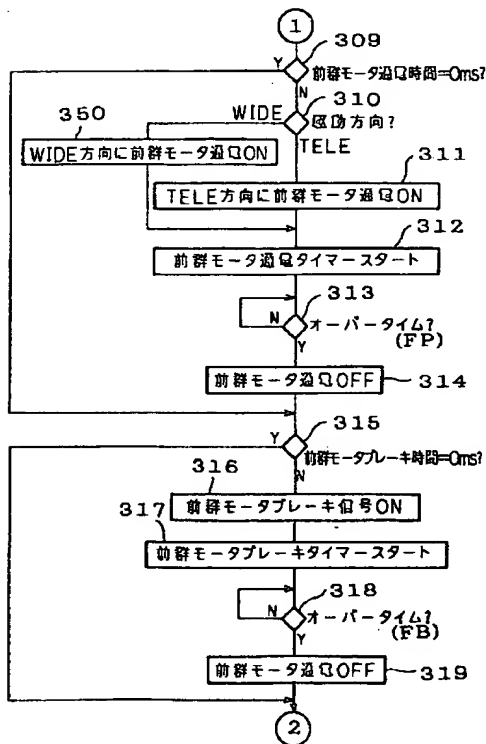 1
309
Y
前群モータ通電時間=0ms?
N
310
WIDE
駆動方向?
350
TELE
WIDE方向に前群モータ通電ON
311
TELE方向に前群モータ通電ON
312
前群モータ通電タイマースタート
313
N
オーバータイム?
(FP)
Y
前群モータ通電OFF
314
315
Y
前群モータブレーキ時間=0ms?
N
316
前群モータブレーキ信号ON
317
前群モータブレーキタイマースタート
318
N
オーバータイム?
(FB)
Y
前群モータ通電OFF
319
2